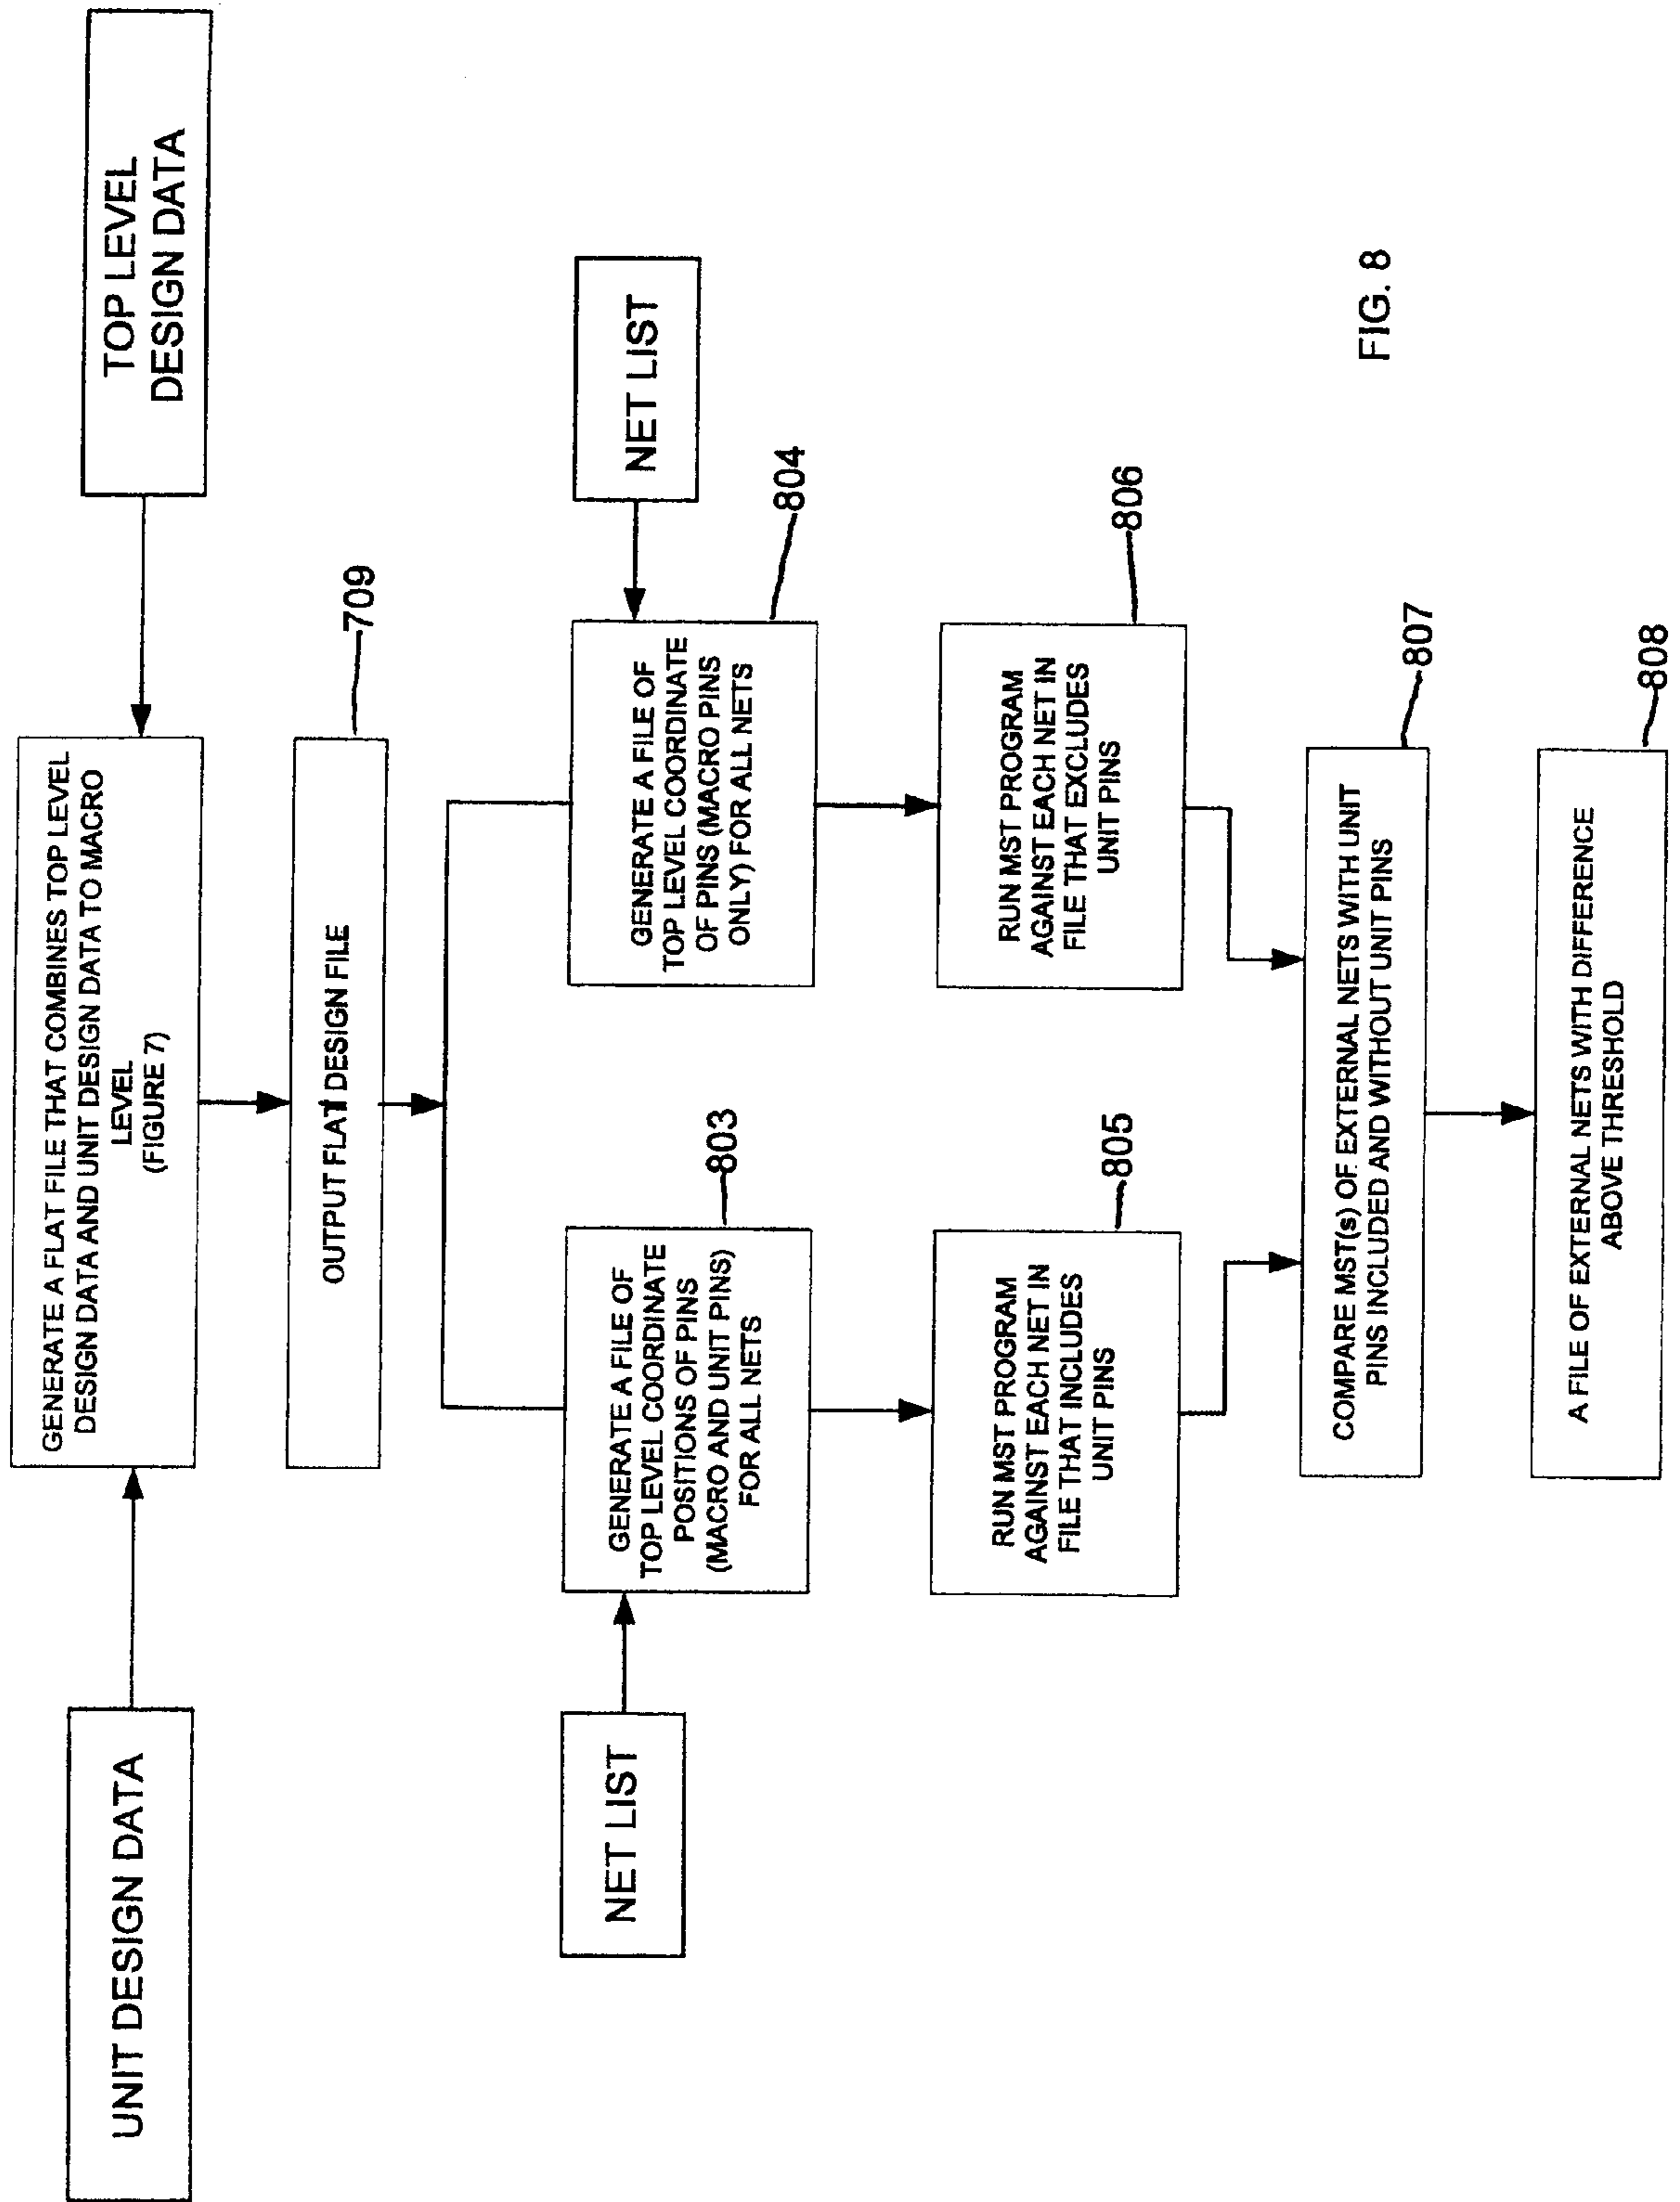 UNIT DESIGN DATA
GENERATE A FLAT FILE THAT COMBINES TOP LEVEL
DESIGN DATA AND UNIT DESIGN DATA TO MACRO
LEVEL
(FIGURE 7)
TOP LEVEL
DESIGN DATA
OUTPUT FLAT DESIGN FILE
709
NET LIST
GENERATE A FILE OF
TOP LEVEL COORDINATE
POSITIONS OF PINS
(MACRO AND UNIT PINS)
FOR ALL NETS
803
GENERATE A FILE OF
TOP LEVEL COORDINATE
OF PINS (MACRO PINS
ONLY) FOR ALL NETS
804
NET LIST
RUN MST PROGRAM
AGAINST EACH NET IN
FILE THAT INCLUDES
UNIT PINS
805
RUN MST PROGRAM
AGAINST EACH NET IN
FILE THAT EXCLUDES
UNIT PINS
806
COMPARE MST(s) OF EXTERNAL NETS WITH UNIT
PINS INCLUDED AND WITHOUT UNIT PINS
807
A FILE OF EXTERNAL NETS WITH DIFFERENCE
ABOVE THRESHOLD
808
FIG. 8